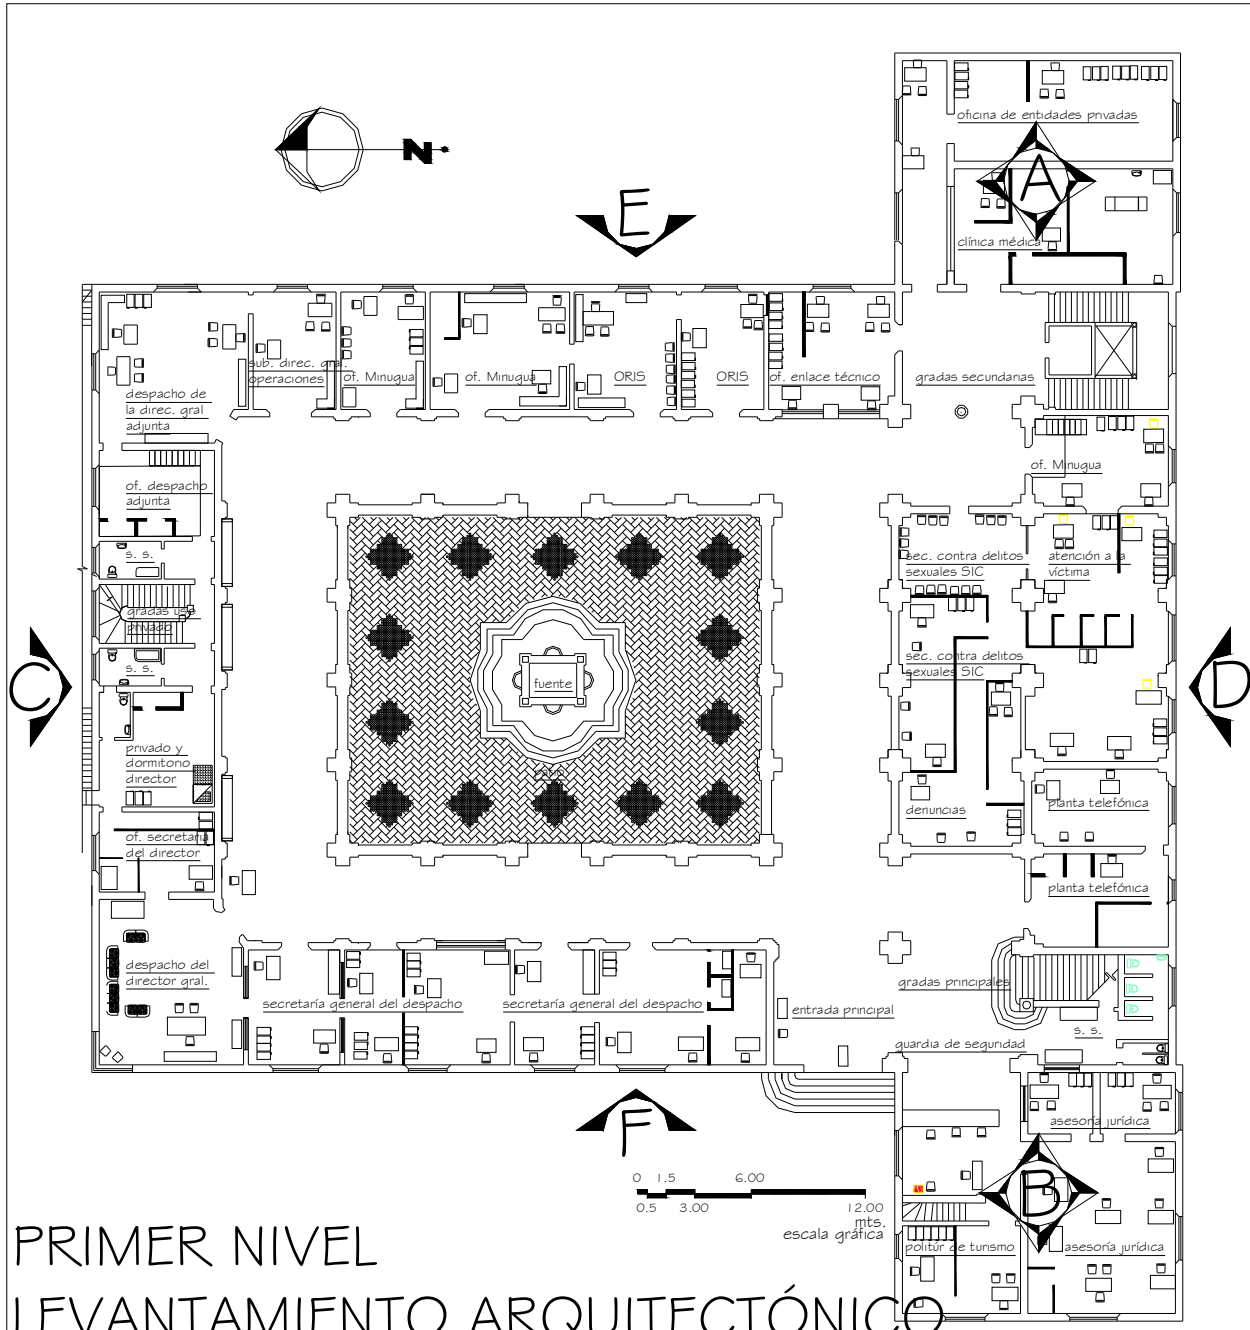 oficina de entidades privadas
A
N
E
clínica médica
sub. direc. gral.
operaciones
of. Minugua
of. Minugua
ORIS
ORIS
of. enlace técnico
gradas secundarias
despacho de
la direc. gral
adjunta
of. Minugua
of. despacho
adjunta
s. s.
sec. contra delitos
sexuales SIC
atención a la
víctima
gradas uso
privado
s. s.
sec. contra delitos
sexuales SIC
C
D
fuente
privado y
dormitorio
director
patio
denuncias
planta telefónica
of. secretaria
del director
planta telefónica
despacho del
director gral.
secretaría general del despacho
secretaría general del despacho
entrada principal
gradas principales
s. s.
guardia de seguridad
F
asesoría jurídica
B
0 1.5 6.00
0.5 3.00 12.00
mts.
escala gráfica
politur de turismo
asesoría jurídica
PRIMER NIVEL
LEVANTAMIENTO ARQUITECTÓNICO